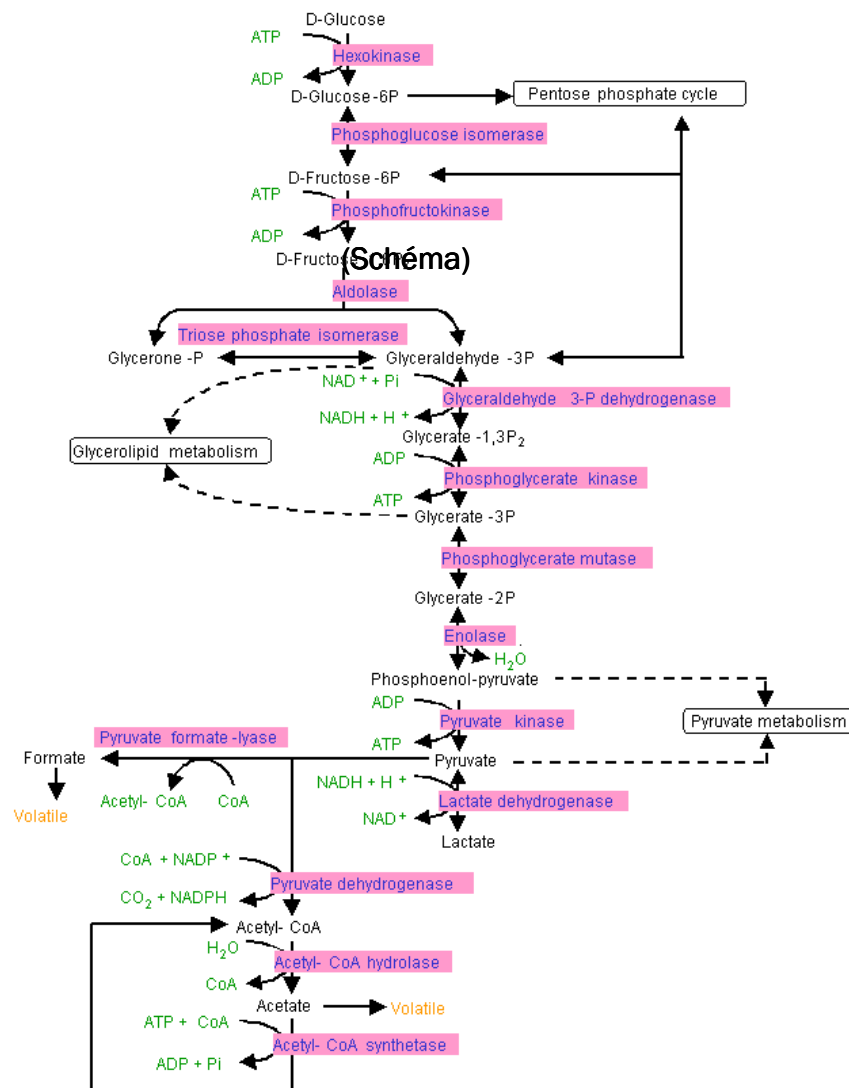 D-Glucose
ATP
Hexokinase
ADP
D-Glucose -6P
Pentose phosphate cycle
Phosphoglucose isomerase
D-Fructose -6P
ATP
Phosphofructokinase
ADP
(Schéma)
D-Fructose
Aldolase
Triose phosphate isomerase
Glycerone -P
Glyceraldehyde -3P
NAD+ + Pi
Glyceraldehyde 3-P dehydrogenase
NADH + H+
Glycerate -1,3P2
Glycerolipid metabolism
ADP
Phosphoglycerate kinase
ATP
Glycerate -3P
Phosphoglycerate mutase
Glycerate -2P
Enolase
H2O
Phosphoenol-pyruvate
ADP
Pyruvate kinase
Pyruvate metabolism
ATP
Pyruvate formate -lyase
Formate
Pyruvate
NADH + H+
Acetyl- CoA
CoA
Lactate dehydrogenase
Volatile
NAD+
Lactate
CoA + NADP+
Pyruvate dehydrogenase
CO2 + NADPH
Acetyl- CoA
H2O
Acetyl- CoA hydrolase
CoA
Acetate
Volatile
ATP + CoA
Acetyl- CoA synthetase
ADP + Pi